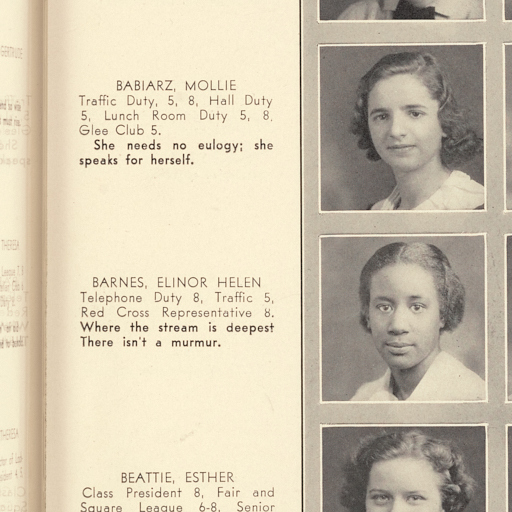 BABIARZ, MOLLIE
Traffic Duty, 5, 8, Hall Duty
5, Lunch Room Duty 5, 8,
Glee Club 5.
She needs no eulogy; she
speaks for herself.
BARNES, ELINOR HELEN
Telephone Duty 8, Traffic 5,
Red Cross Representative 8.
Where the stream is deepest
There isn't a murmur.
BEATTIE, ESTHER
Class President 8, Fair and
Square League 6-8, Senior